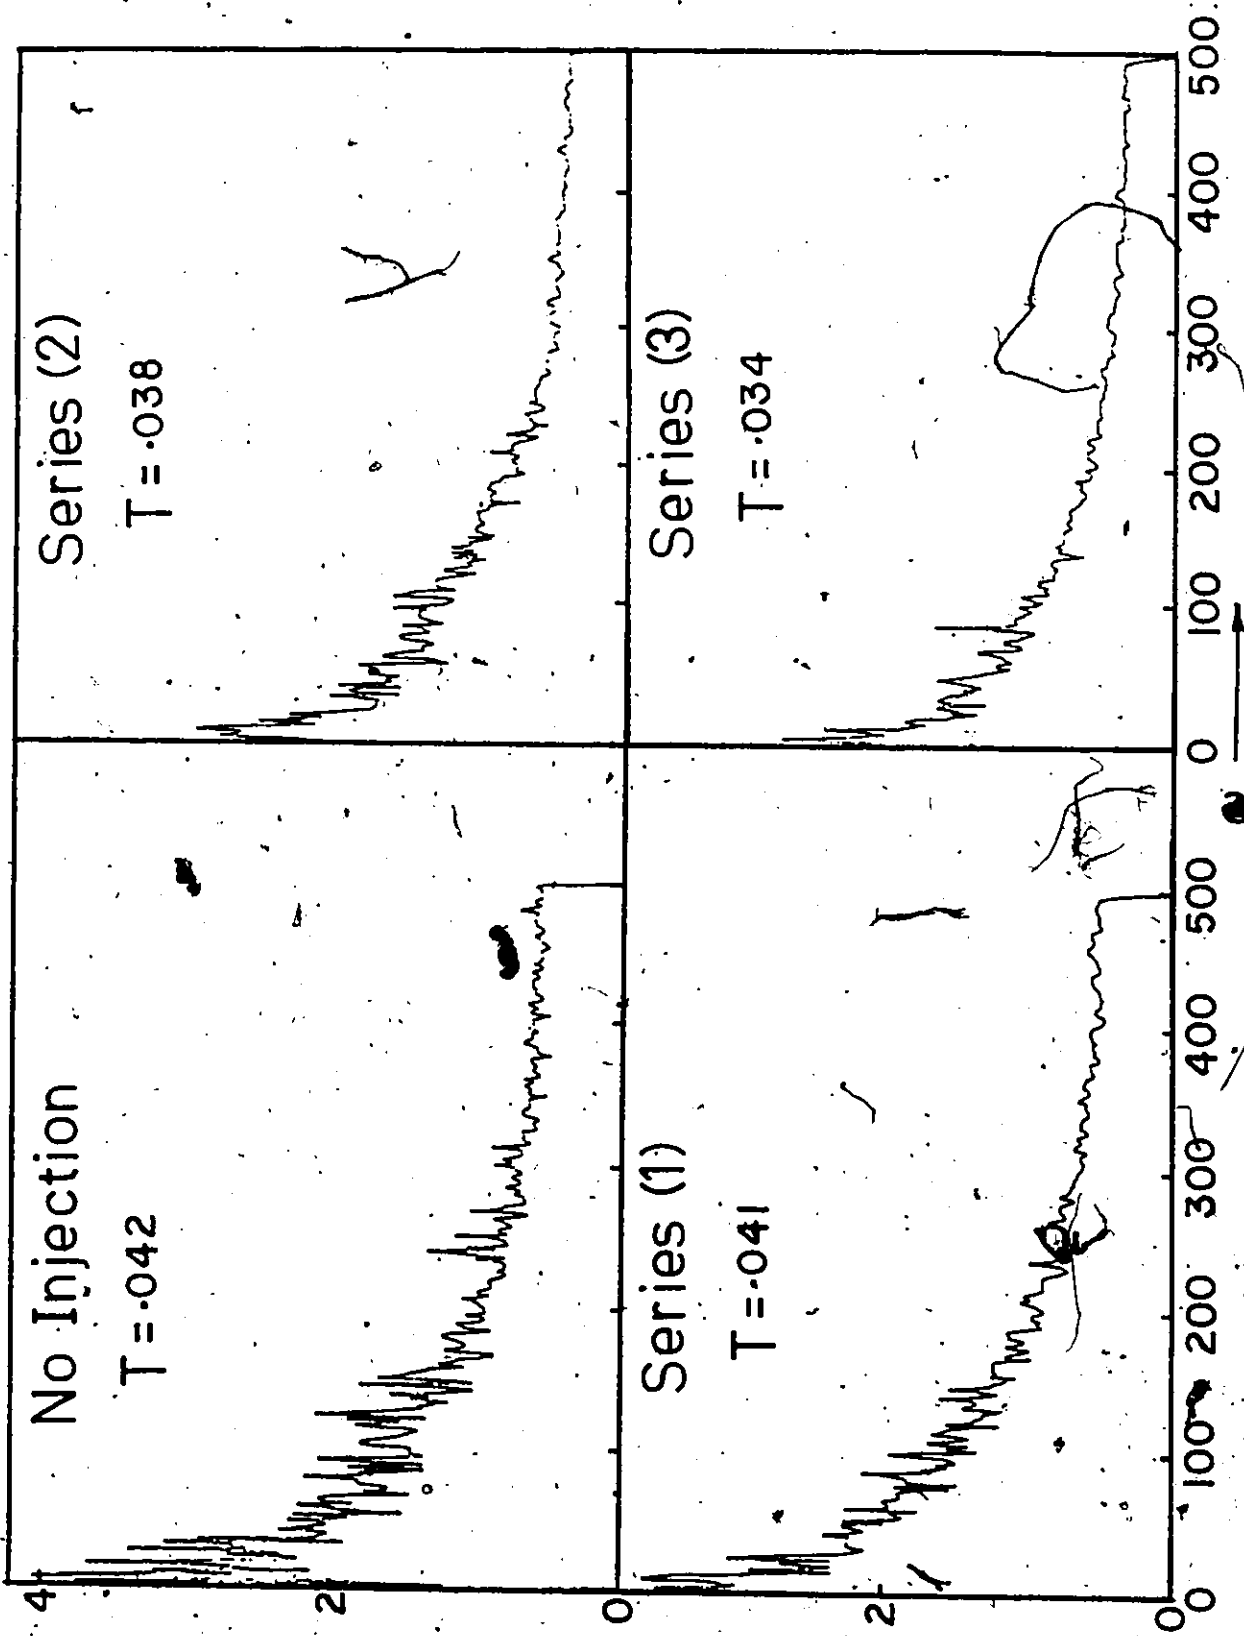 No Injection
T = .042
Series (2)
T = .038
4
2
0
Series (1)
T = .041
Series (3)
T = .034
2
0
0 100 200 300 400 500
0 100 200 300 400 500